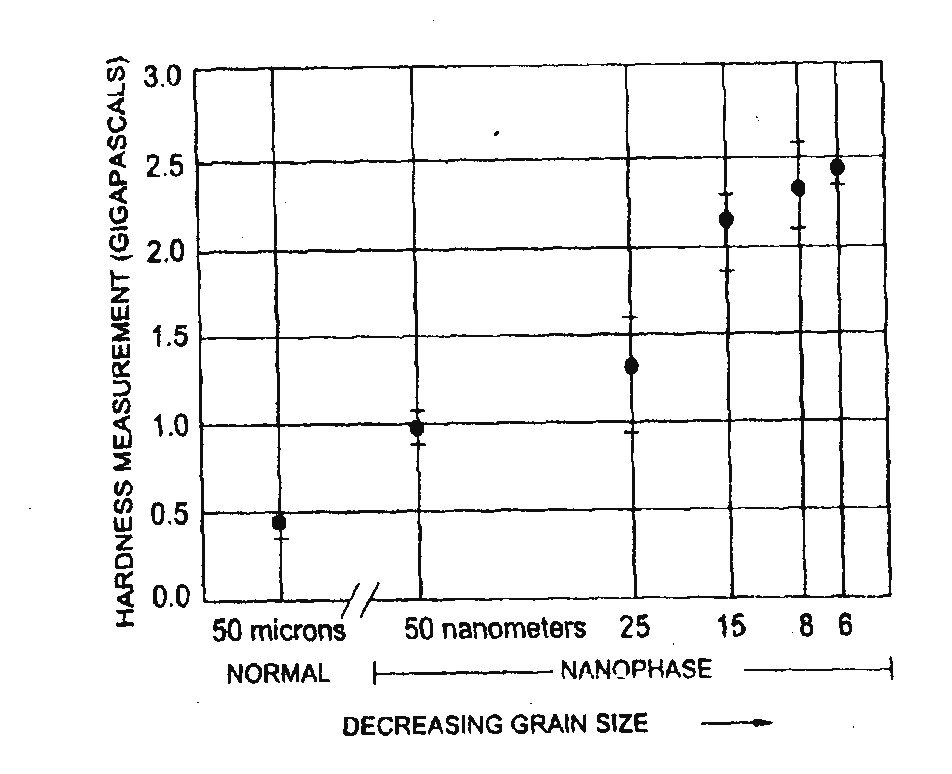 HARDNESS MEASUREMENT (GIGAPASCALS)
3.0
2.5
2.0
1.5
1.0
0.5
0.0
50 microns 50 nanometers 25 15 8 6
NORMAL NANOPHASE
DECREASING GRAIN SIZE